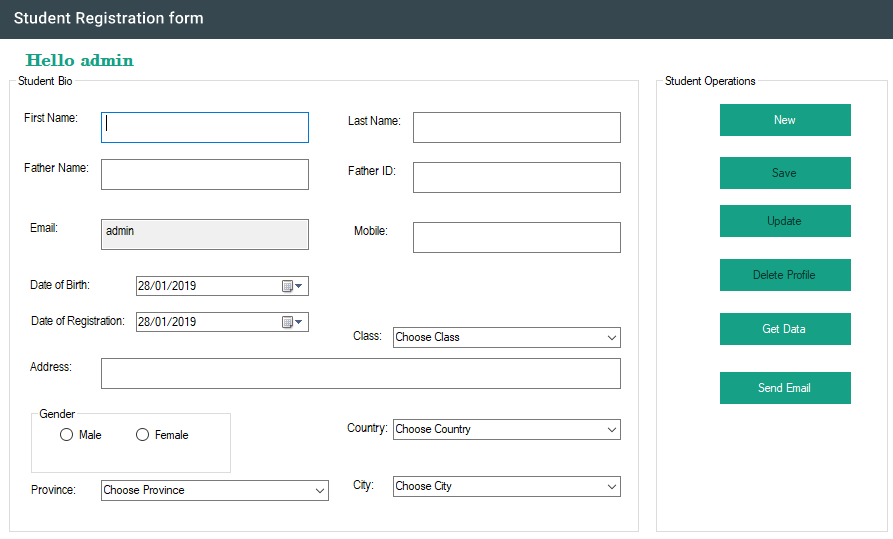 Student Registration form
Hello admin
Student Bio
First Name:
Last Name:
Father Name:
Father ID:
Email:
admin
Mobile:
Date of Birth:
28/01/2019
Date of Registration:
28/01/2019
Class:
Choose Class
Address:
Gender
Male
Female
Country:
Choose Country
Province:
Choose Province
City:
Choose City
Student Operations
New
Save
Update
Delete Profile
Get Data
Send Email